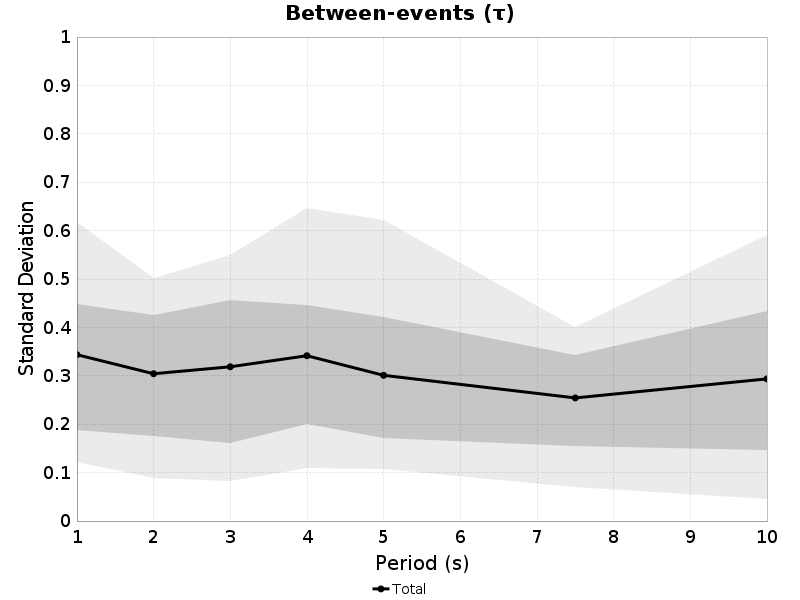 Between-events (τ)
1
0.9
0.8
0.7
0.6
0.5
0.4
0.3
0.2
0.1
0
Standard Deviation
1 2 3 4 5 6 7 8 9 10
Period (s)
Total